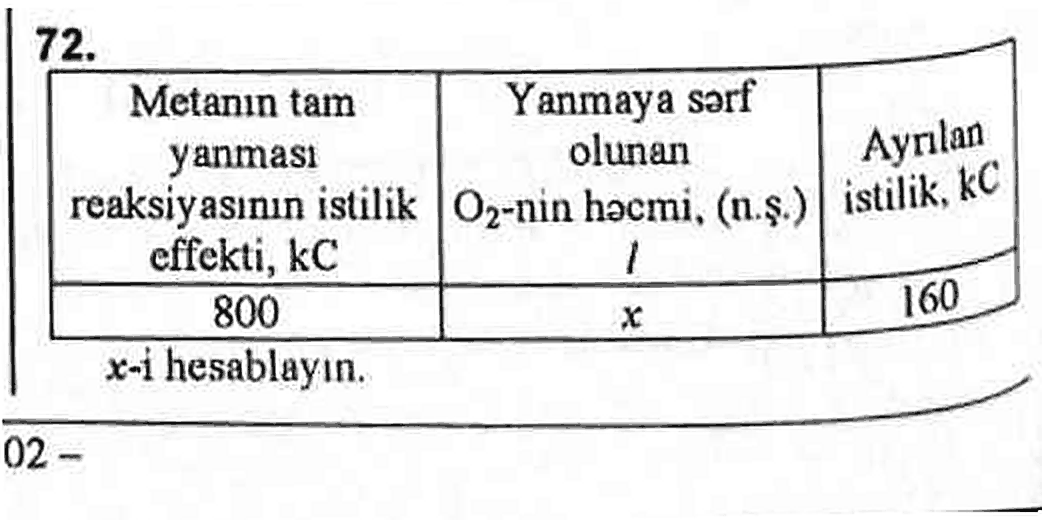 72.
Metanın tam
yanması
reaksiyasının istilik
effekti, kC
Yanmaya sərf
olunan
O₂-nin həcmi, (n.ş.)
l
Ayrılan
istilik, kC
800
x
160
x-i hesablayın.
02 –